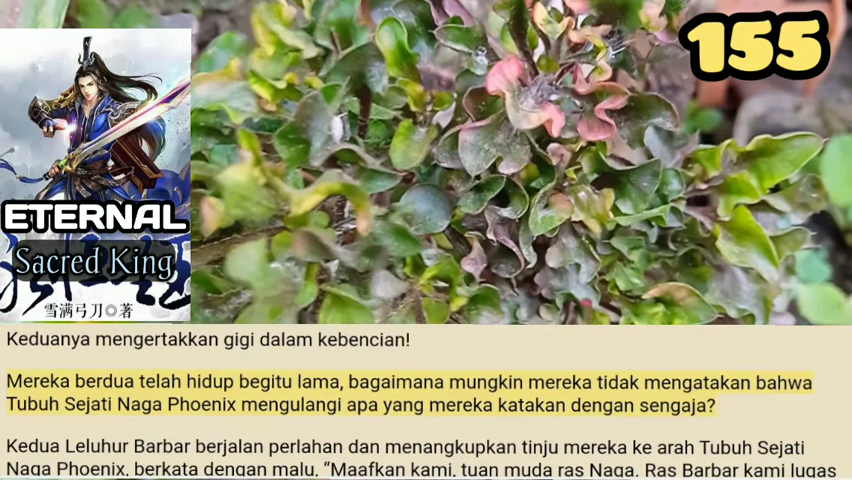 155
ETERNAL
Sacred King
雪满弓刀◎著
Keduanya mengertakkan gigi dalam kebencian!
Mereka berdua telah hidup begitu lama, bagaimana mungkin mereka tidak mengatakan bahwa
Tubuh Sejati Naga Phoenix mengulangi apa yang mereka katakan dengan sengaja?
Kedua Leluhur Barbar berjalan perlahan dan menangkupkan tinju mereka ke arah Tubuh Sejati
Naga Phoenix, berkata dengan malu, “Maafkan kami, tuan muda ras Naga. Ras Barbar kami lugas